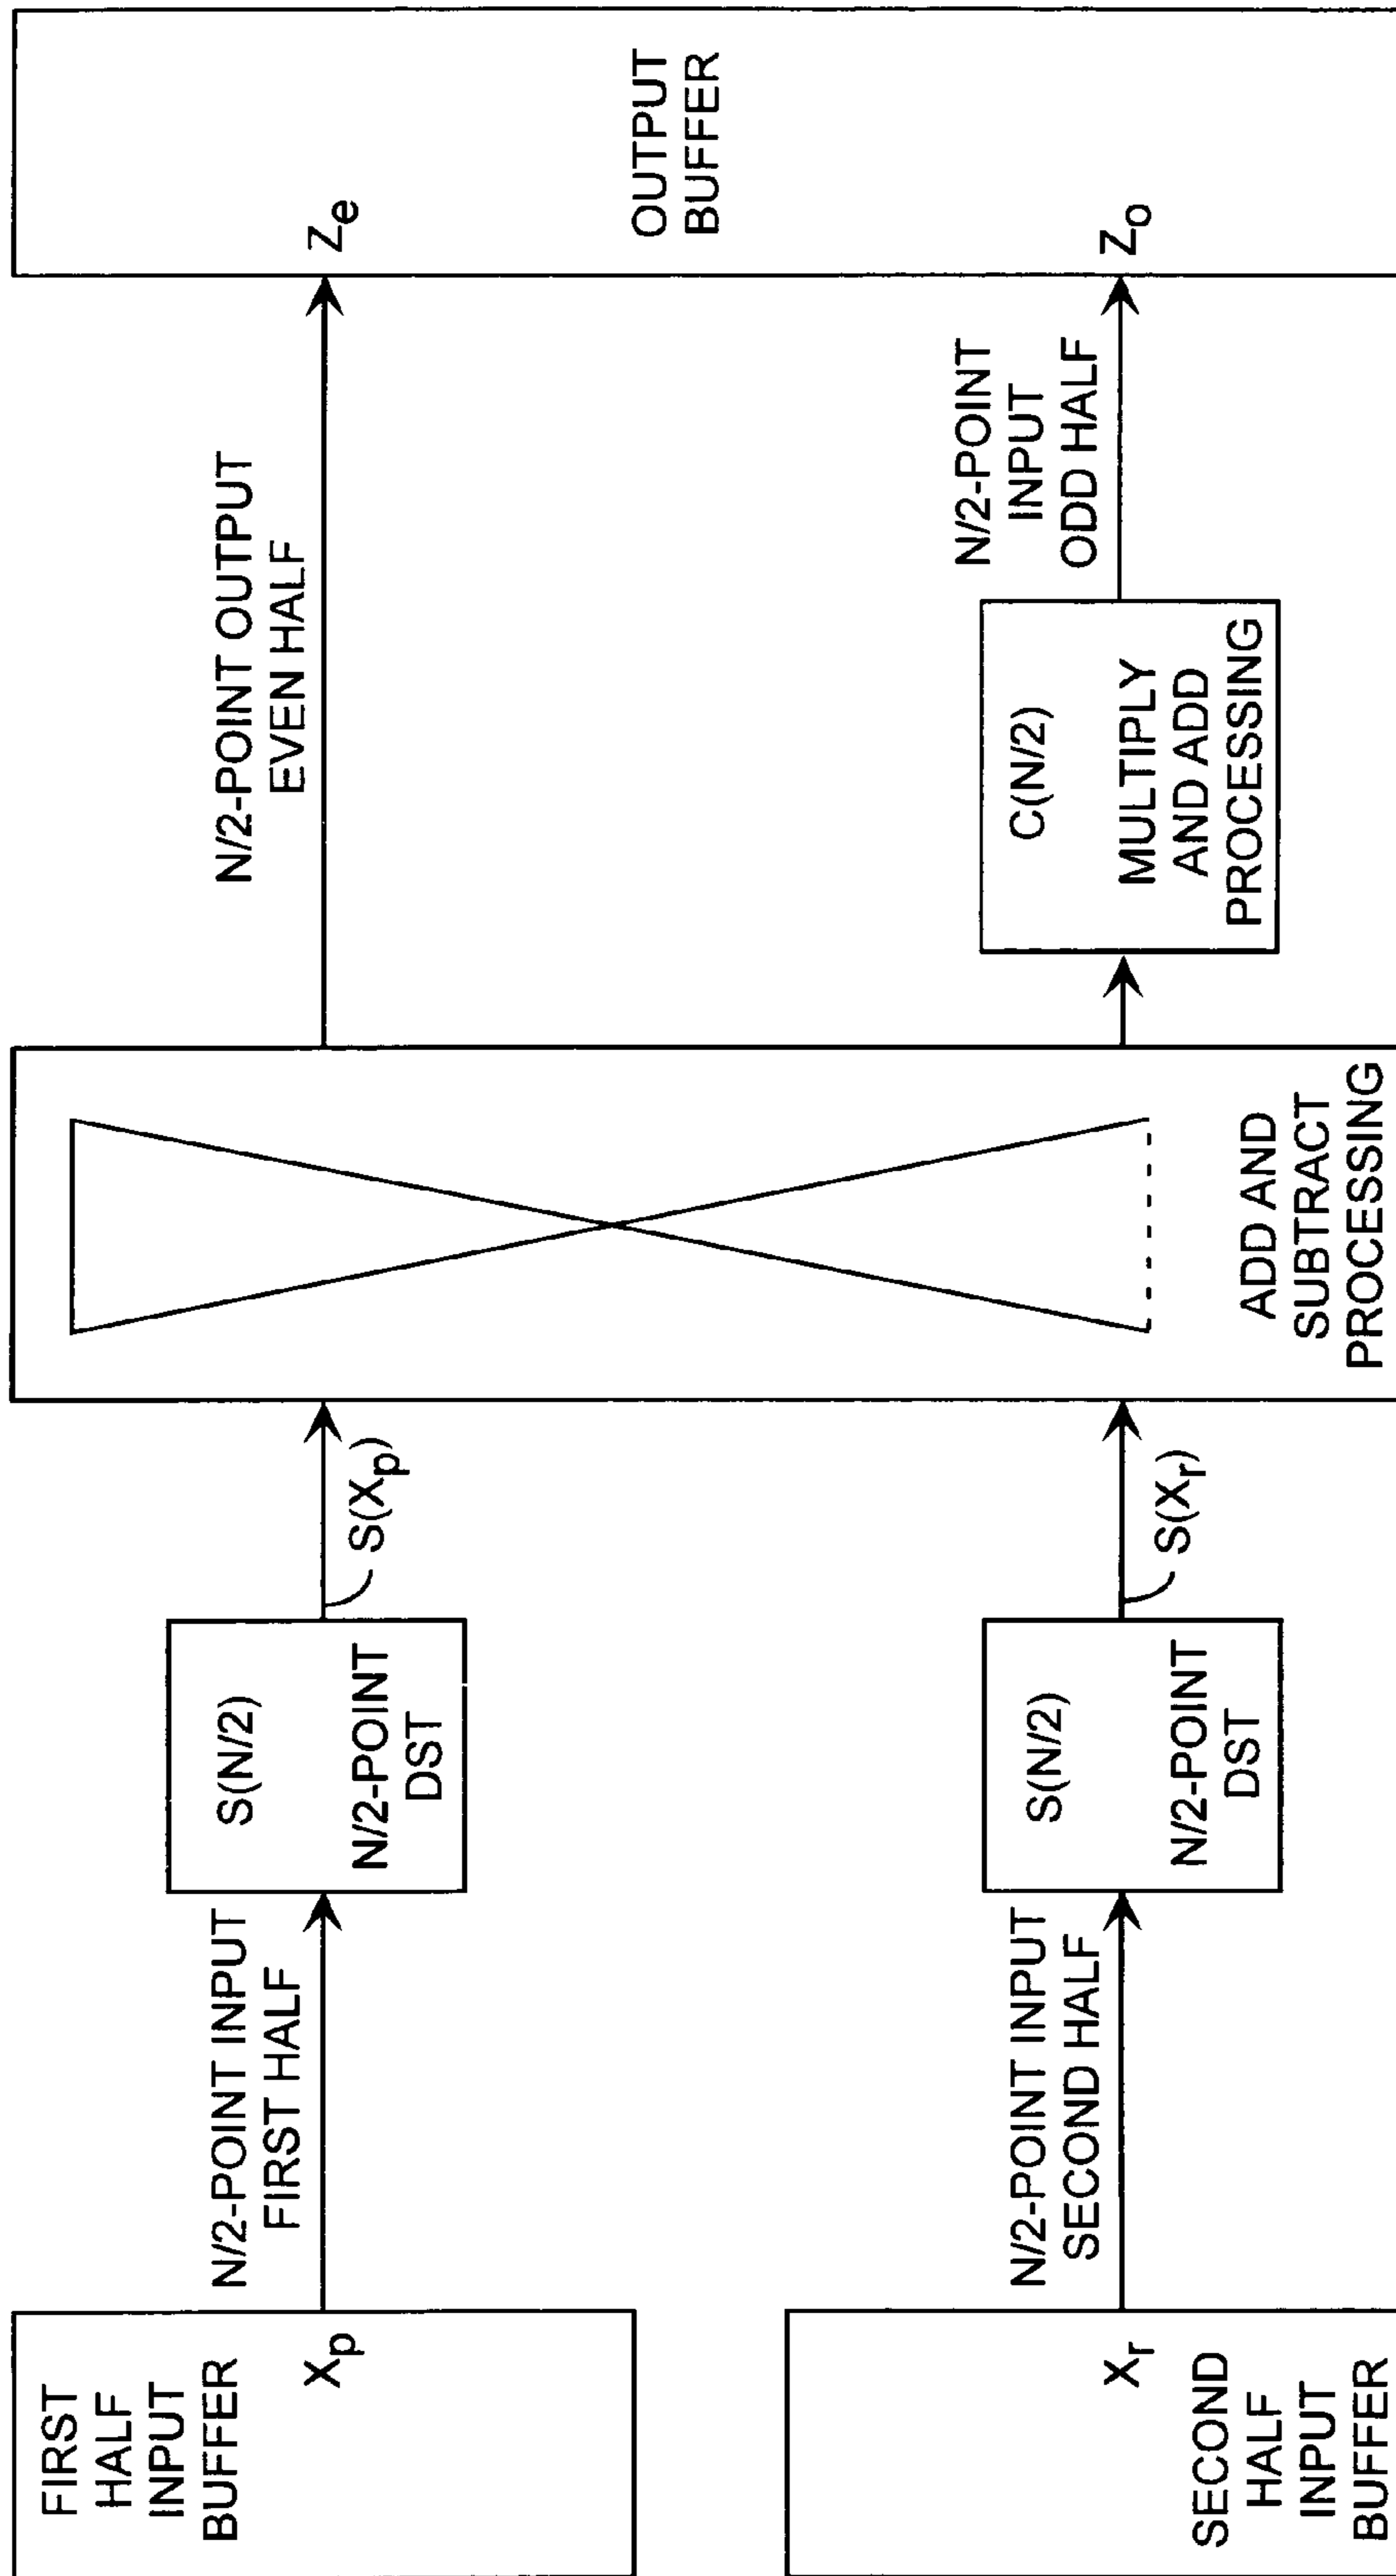 FIRST
HALF
INPUT
BUFFER
Xp
N/2-POINT INPUT
FIRST HALF
S(N/2)
N/2-POINT
DST
S(Xp)
SECOND
HALF
INPUT
BUFFER
Xr
N/2-POINT INPUT
SECOND HALF
S(N/2)
N/2-POINT
DST
S(Xr)
ADD AND
SUBTRACT
PROCESSING
N/2-POINT OUTPUT
EVEN HALF
C(N/2)
MULTIPLY
AND ADD
PROCESSING
N/2-POINT
INPUT
ODD HALF
Ze
OUTPUT
BUFFER
Zo